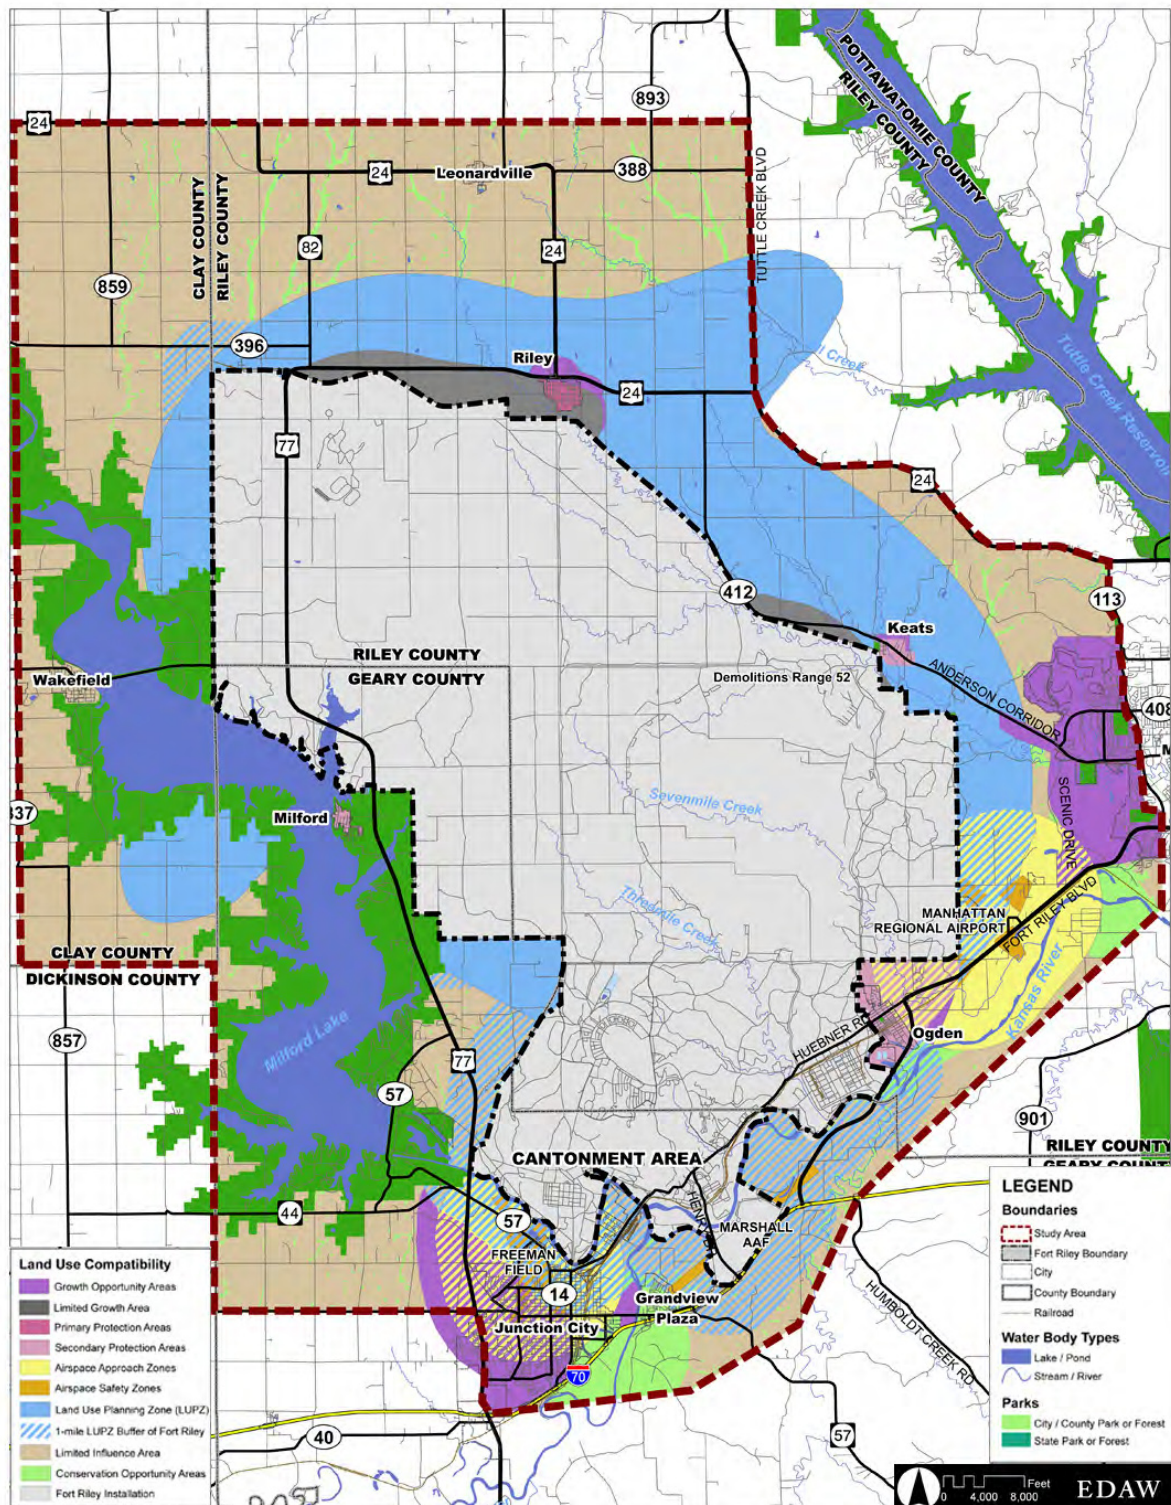 893
24
POTTAWATOMIE COUNTY
RILEY COUNTY
24
Leonardville
388
TUTTLE CREEK BLVD
CLAY COUNTY
RILEY COUNTY
82
24
859
396
Riley
Creek
24
Tuttle Creek Reservoir
77
24
412
113
Keats
RILEY COUNTY
GEARY COUNTY
Wakefield
Demolitions Range 52
ANDERSON CORRIDOR
408
M
SCENIC DRIVE
Sevenmile Creek
837
Milford
Threemile Creek
MANHATTAN
REGIONAL AIRPORT
FORT RILEY BLVD
CLAY COUNTY
DICKINSON COUNTY
Kansas River
Milford Lake
857
HUEBNER RD
Ogden
77
57
901
RILEY COUNTY
GEARY COUNTY
CANTONMENT AREA
44
57
HENRY DR
MARSHALL
AAF
FREEMAN
FIELD
14
Grandview
Plaza
Junction City
HUMBOLDT CREEK RD
70
40
57
Land Use Compatibility
Growth Opportunity Areas
Limited Growth Area
Primary Protection Areas
Secondary Protection Areas
Airspace Approach Zones
Airspace Safety Zones
Land Use Planning Zone (LUPZ)
1-mile LUPZ Buffer of Fort Riley
Limited Influence Area
Conservation Opportunity Areas
Fort Riley Installation
LEGEND
Boundaries
Study Area
Fort Riley Boundary
City
County Boundary
Railroad
Water Body Types
Lake / Pond
Stream / River
Parks
City / County Park or Forest
State Park or Forest
Feet
0 4,000 8,000
EDAW